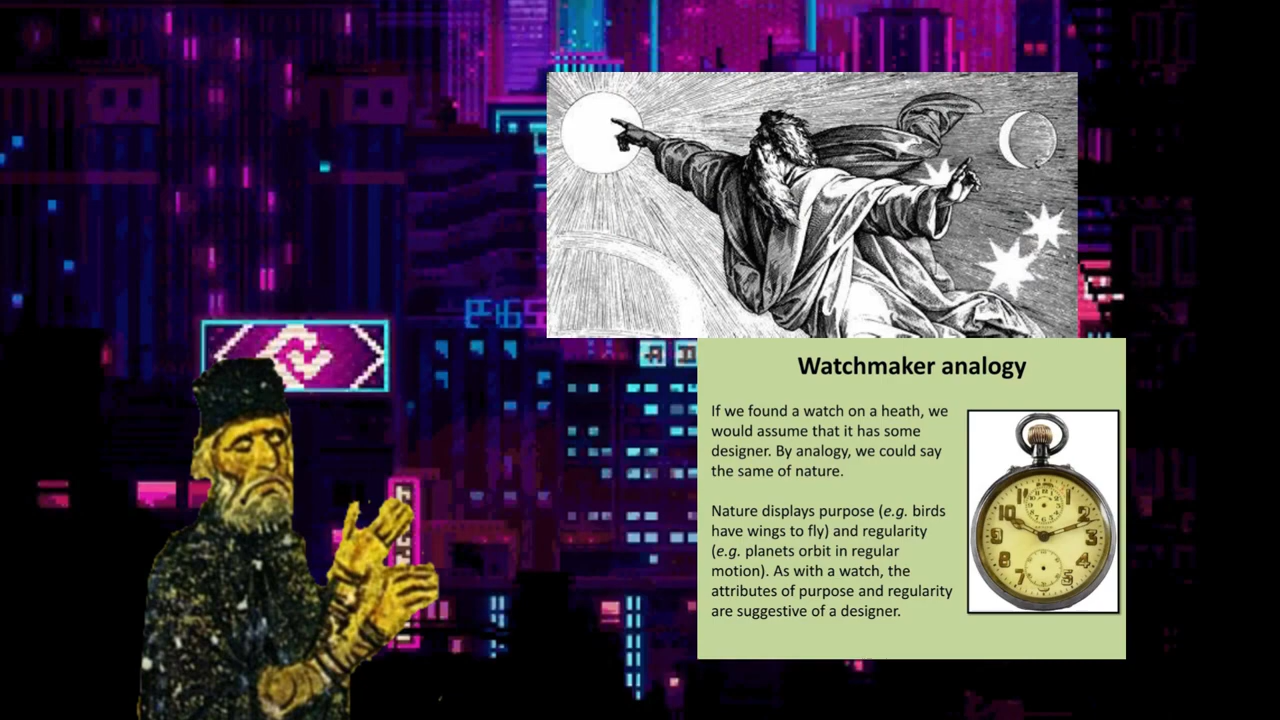 Watchmaker analogy
If we found a watch on a heath, we
would assume that it has some
designer. By analogy, we could say
the same of nature.
Nature displays purpose (e.g. birds
have wings to fly) and regularity
(e.g. planets orbit in regular
motion). As with a watch, the
attributes of purpose and regularity
are suggestive of a designer.